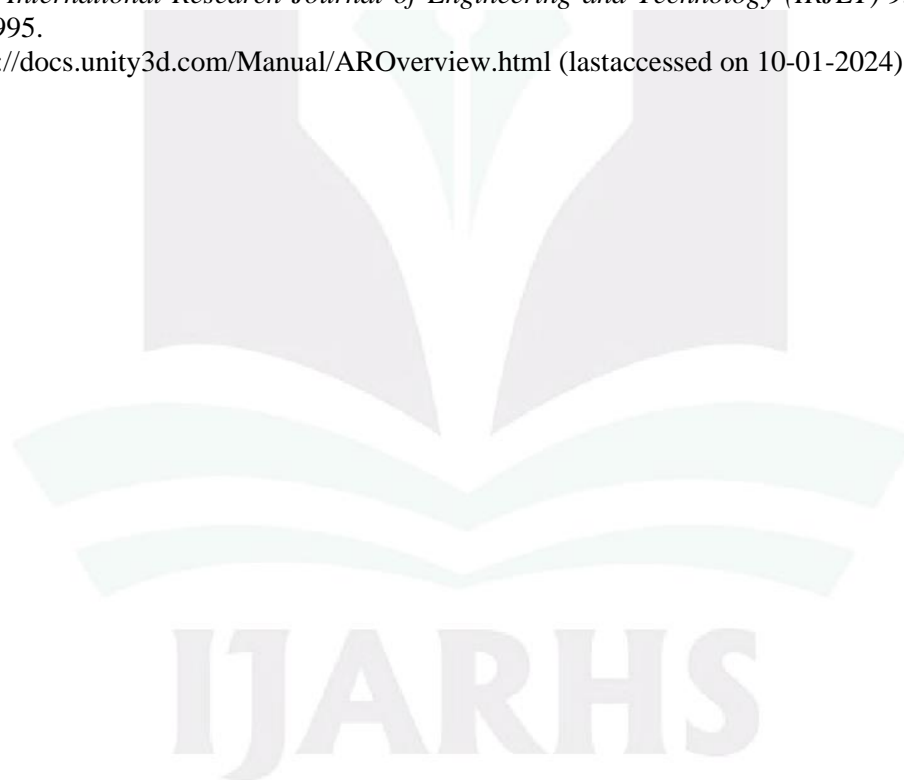 International Research Journal of Engineering and Technology (IRJET) 9
995.
://docs.unity3d.com/Manual/AROverview.html (lastaccessed on 10-01-2024)
IJARHS